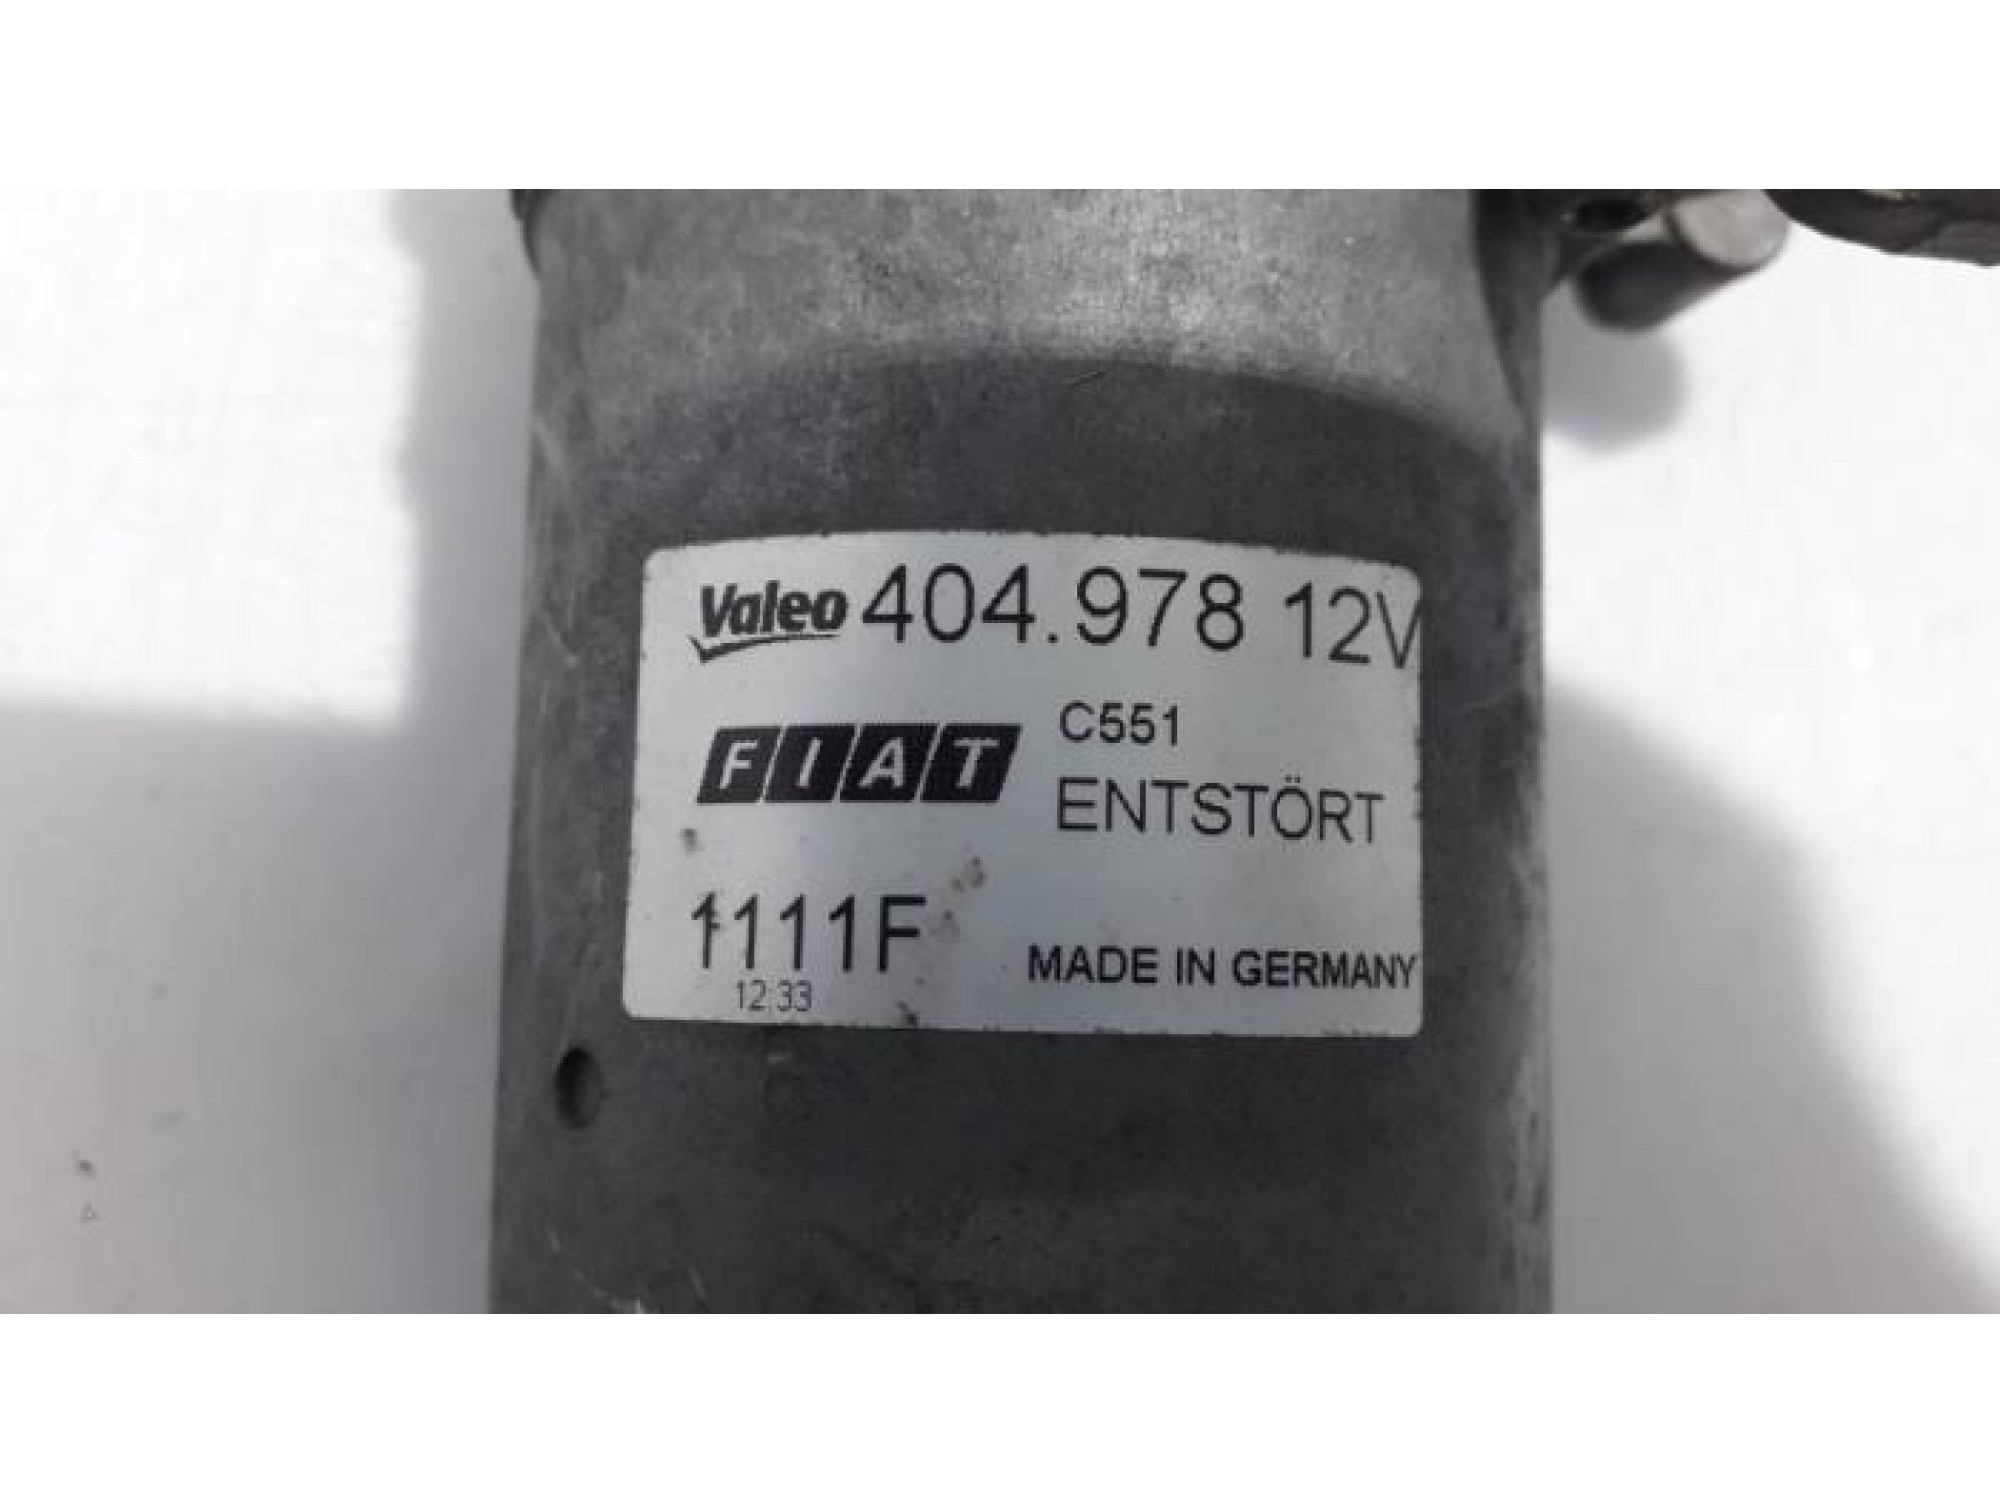 Valeo 404.978 12V
FIAT C551
ENTSTÖRT
1111F
MADE IN GERMANY
12:33